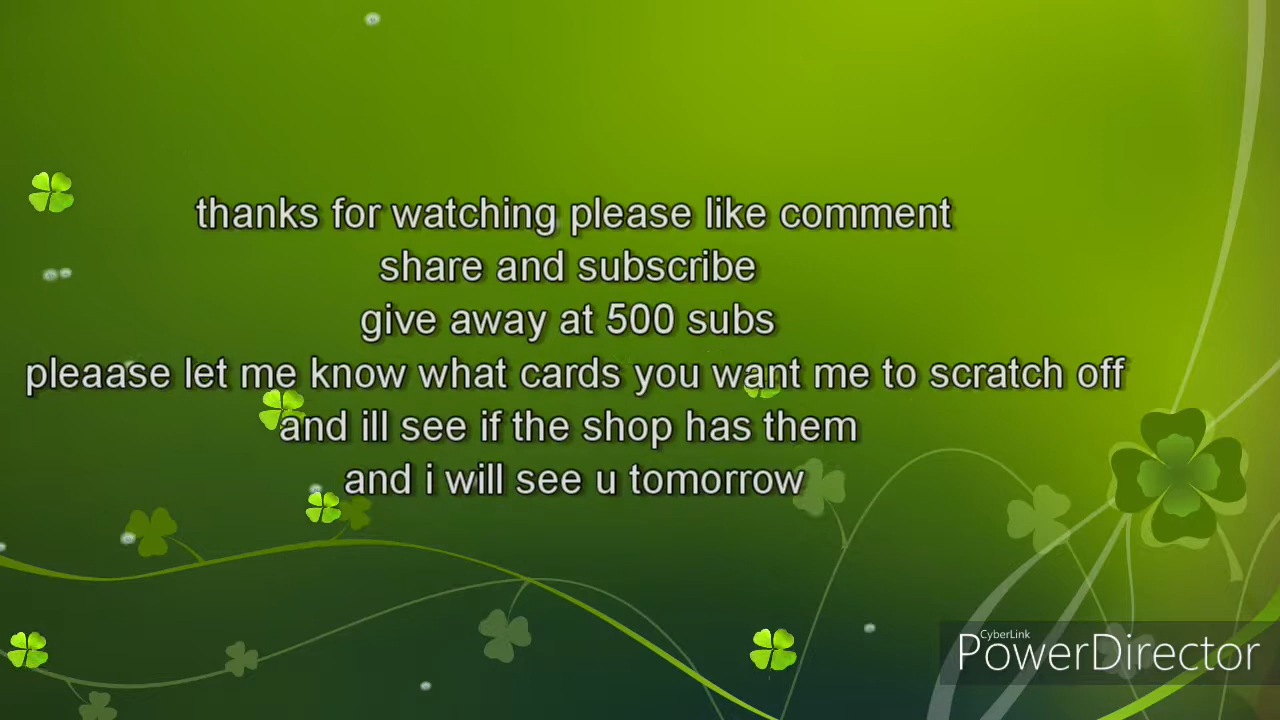 thanks for watching please like comment
share and subscribe
give away at 500 subs
pleaase let me know what cards you want me to scratch off
and ill see if the shop has them
and i will see u tomorrow
CyberLink
PowerDirector